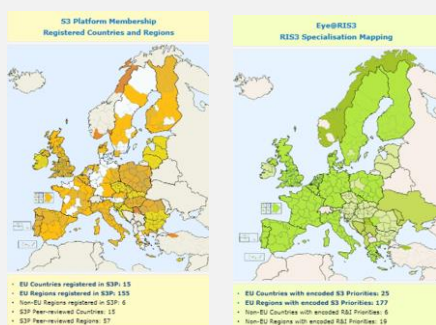 S3 Platform Membership
Registered Countries and Regions
EU Countries registered in S3P: 15
EU Regions registered in S3P: 155
Non-EU Regions registered in S3P: 6
S3P Peer-reviewed Countries: 15
S3P Peer-reviewed Regions: 57
Eye@RIS3
RIS3 Specialisation Mapping
EU Countries with encoded S3 Priorities: 25
EU Regions with encoded S3 Priorities: 177
Non-EU Countries with encoded R&I Priorities: 6
Non-EU Regions with encoded R&I Priorities: 19